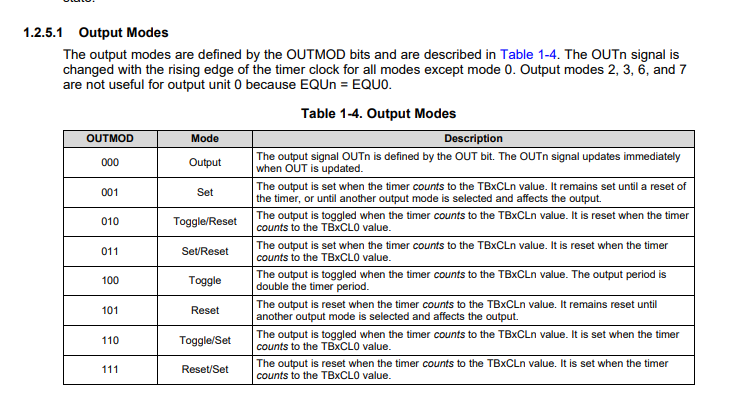 1.2.5.1 Output Modes
The output modes are defined by the OUTMOD bits and are described in Table 1-4. The OUTn signal is
changed with the rising edge of the timer clock for all modes except mode 0. Output modes 2, 3, 6, and 7
are not useful for output unit 0 because EQUn = EQU0.
Table 1-4. Output Modes
OUTMOD Mode Description
000 Output The output signal OUTn is defined by the OUT bit. The OUTn signal updates immediately
when OUT is updated.
001 Set The output is set when the timer counts to the TBxCLn value. It remains set until a reset of
the timer, or until another output mode is selected and affects the output.
010 Toggle/Reset The output is toggled when the timer counts to the TBxCLn value. It is reset when the timer
counts to the TBxCL0 value.
011 Set/Reset The output is set when the timer counts to the TBxCLn value. It is reset when the timer
counts to the TBxCL0 value.
100 Toggle The output is toggled when the timer counts to the TBxCLn value. The output period is
double the timer period.
101 Reset The output is reset when the timer counts to the TBxCLn value. It remains reset until
another output mode is selected and affects the output.
110 Toggle/Set The output is toggled when the timer counts to the TBxCLn value. It is set when the timer
counts to the TBxCL0 value.
111 Reset/Set The output is reset when the timer counts to the TBxCLn value. It is set when the timer
counts to the TBxCL0 value.